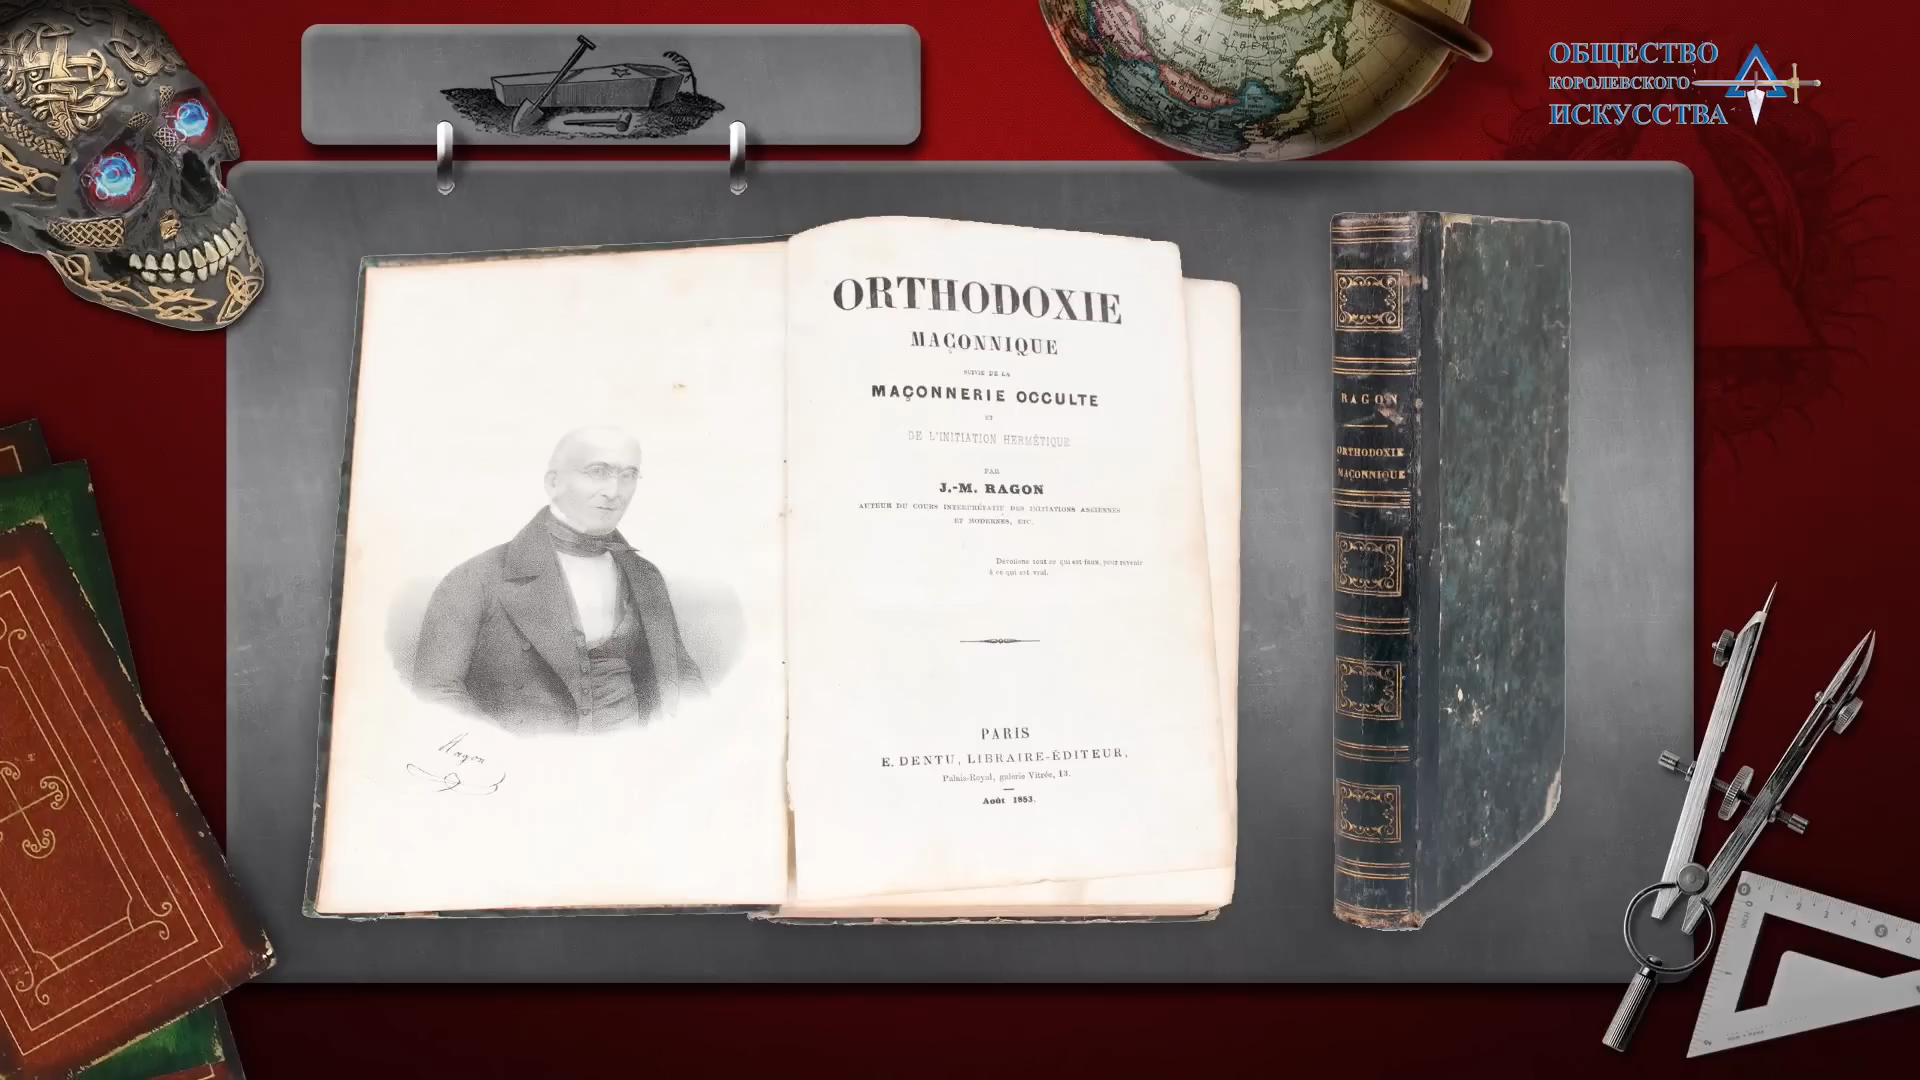 ОБЩЕСТВО
КОРОЛЕВСКОГО
ИСКУССТВА
ORTHODOXIE
MAÇONNIQUE
SUIVIE DE LA
MAÇONNERIE OCCULTE
ET
DE L'INITIATION HERMÉTIQUE
PAR
J.-M. RAGON
AUTEUR DU COURS INTERPRÉTATIF DES INITIATIONS ANCIENNES
ET MODERNES, ETC.
Dévoilons tout ce qui est faux, pour revenir
à ce qui est vrai.
PARIS
E. DENTU, LIBRAIRE-ÉDITEUR,
Palais-Royal, galerie Vitrée, 13.
Août 1853.
Ragon
RAGON
ORTHODOXIE
MAÇONNIQUE